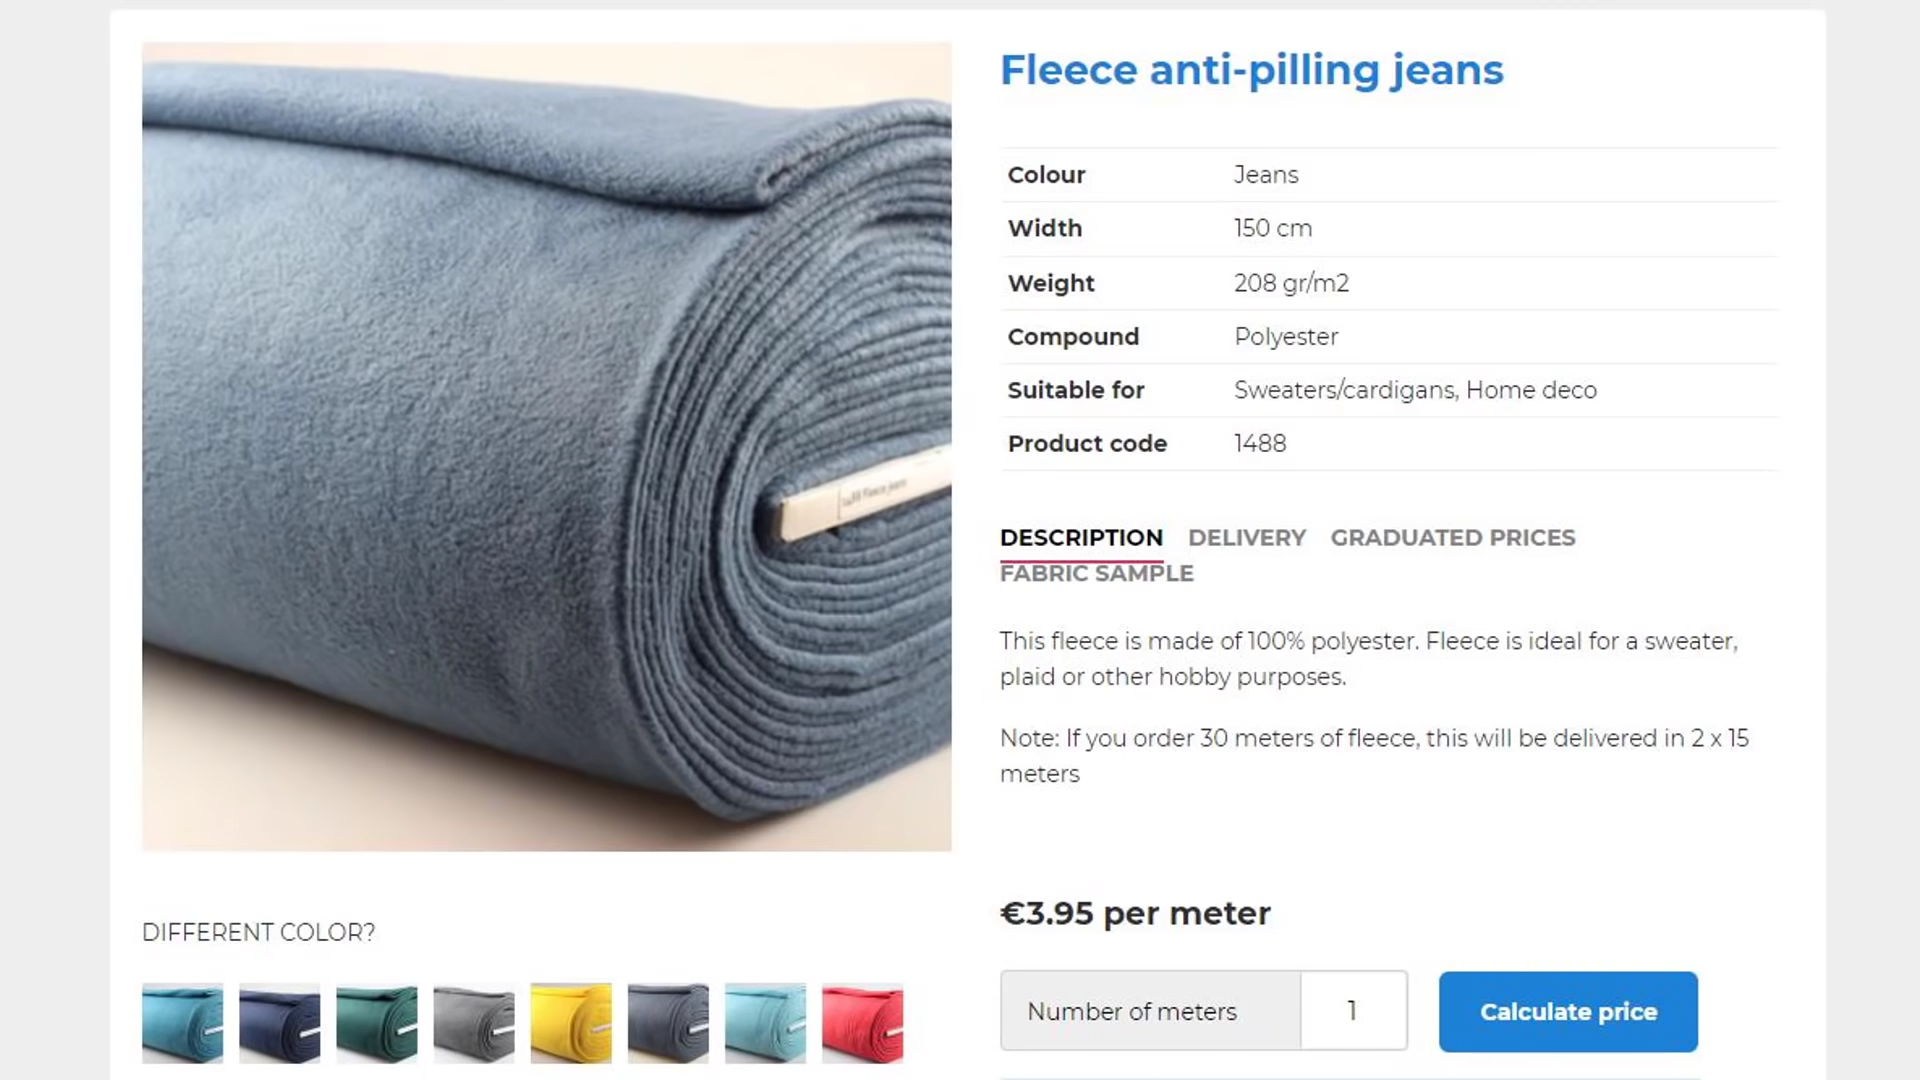 Fleece anti-pilling jeans
Colour Jeans
Width 150 cm
Weight 208 gr/m2
Compound Polyester
Suitable for Sweaters/cardigans, Home deco
Product code 1488
DESCRIPTION DELIVERY GRADUATED PRICES
FABRIC SAMPLE
This fleece is made of 100% polyester. Fleece is ideal for a sweater,
plaid or other hobby purposes.
Note: If you order 30 meters of fleece, this will be delivered in 2 x 15
meters
€3.95 per meter
Number of meters 1 Calculate price
1488 Fleece jeans
DIFFERENT COLOR?